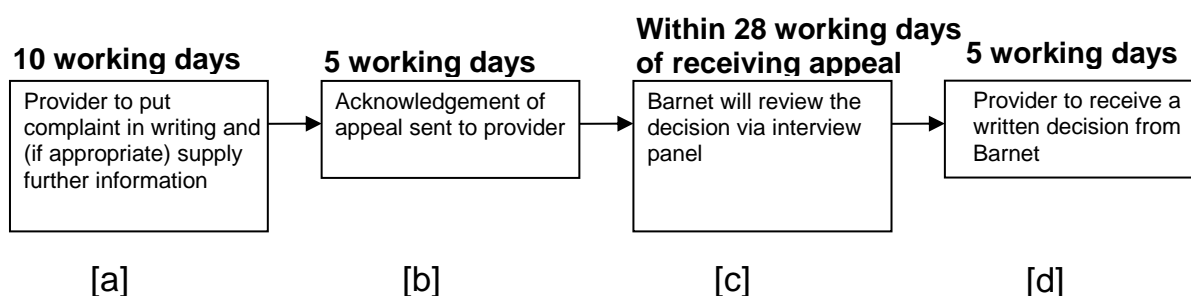 10 working days
Provider to put
complaint in writing and
(if appropriate) supply
further information
[a]
5 working days
Acknowledgement of
appeal sent to provider
[b]
Within 28 working days
of receiving appeal
Barnet will review the
decision via interview
panel
[c]
5 working days
Provider to receive a
written decision from
Barnet
[d]